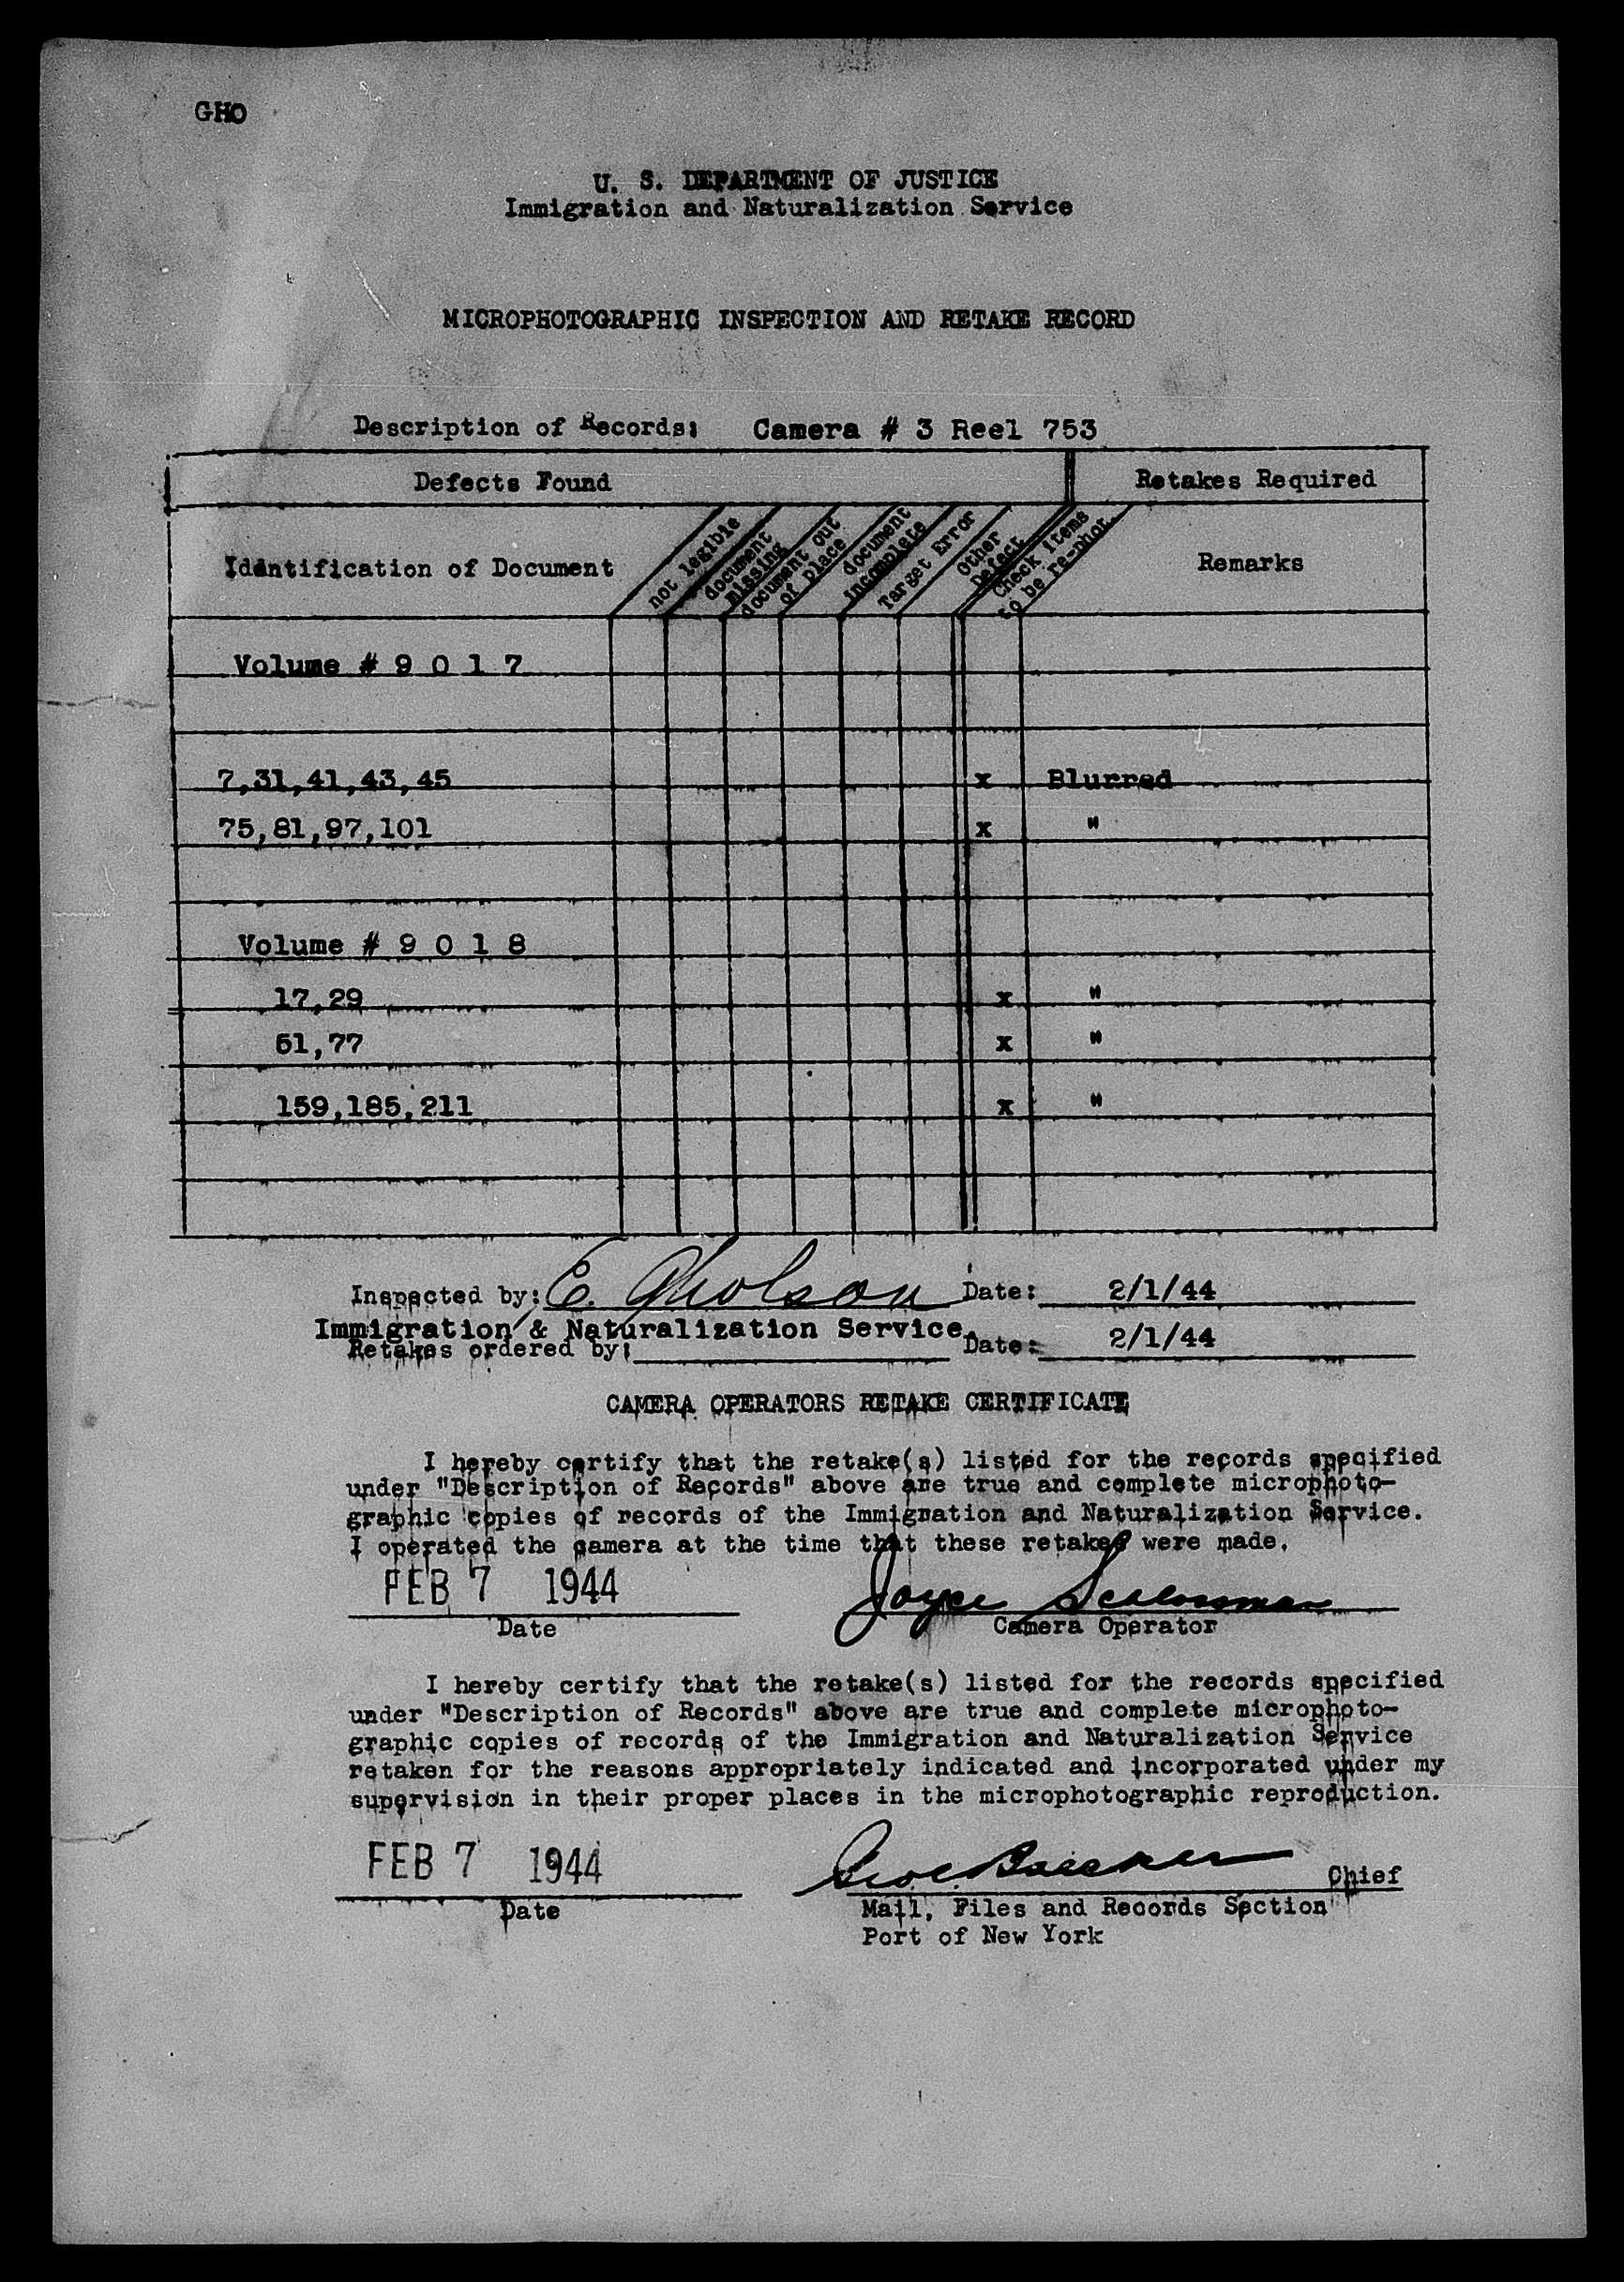 GHO
U. S. DEPARTMENT OF JUSTICE
Immigration and Naturalization Service
MICROPHOTOGRAPHIC INSPECTION AND RETAKE RECORD
Description of Records: Camera # 3 Reel 753
Defects Found
Retakes Required
Identification of Document
not legible
document missing
document out of place
document incomplete
Target Error
Other Defect
Check items to be re-phot.
Remarks
Volume # 9 0 1 7
7,31,41,43,45 x Blurred
75,81,97,101 x "
Volume # 9 0 1 8
17,29 x "
51,77 x "
159,185,211 x "
Inspected by: E. Gholson Date: 2/1/44
Immigration & Naturalization Service.
Retakes ordered by: Date: 2/1/44
CAMERA OPERATORS RETAKE CERTIFICATE
I hereby certify that the retake(s) listed for the records specified
under "Description of Records" above are true and complete microphoto-
graphic copies of records of the Immigration and Naturalization Service.
I operated the camera at the time that these retakes were made.
FEB 7 1944 Joyce
Date Camera Operator
I hereby certify that the retake(s) listed for the records specified
under "Description of Records" above are true and complete microphoto-
graphic copies of records of the Immigration and Naturalization Service
retaken for the reasons appropriately indicated and incorporated under my
supervision in their proper places in the microphotographic reproduction.
FEB 7 1944 Chief
Date Mail, Files and Records Section
Port of New York